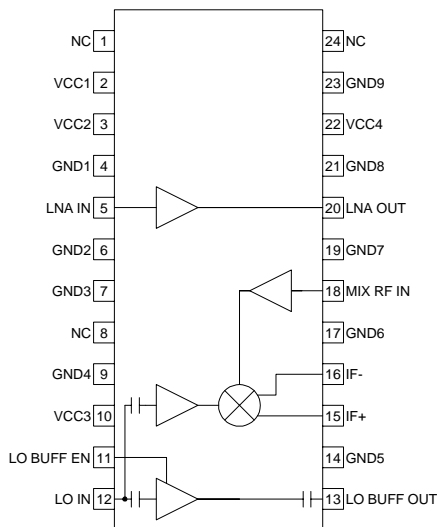 NC 1 24 NC
VCC1 2 23 GND9
VCC2 3 22 VCC4
GND1 4 21 GND8
LNA IN 5 20 LNA OUT
GND2 6 19 GND7
GND3 7 18 MIX RF IN
NC 8 17 GND6
GND4 9 16 IF-
VCC3 10 15 IF+
LO BUFF EN 11 14 GND5
LO IN 12 13 LO BUFF OUT